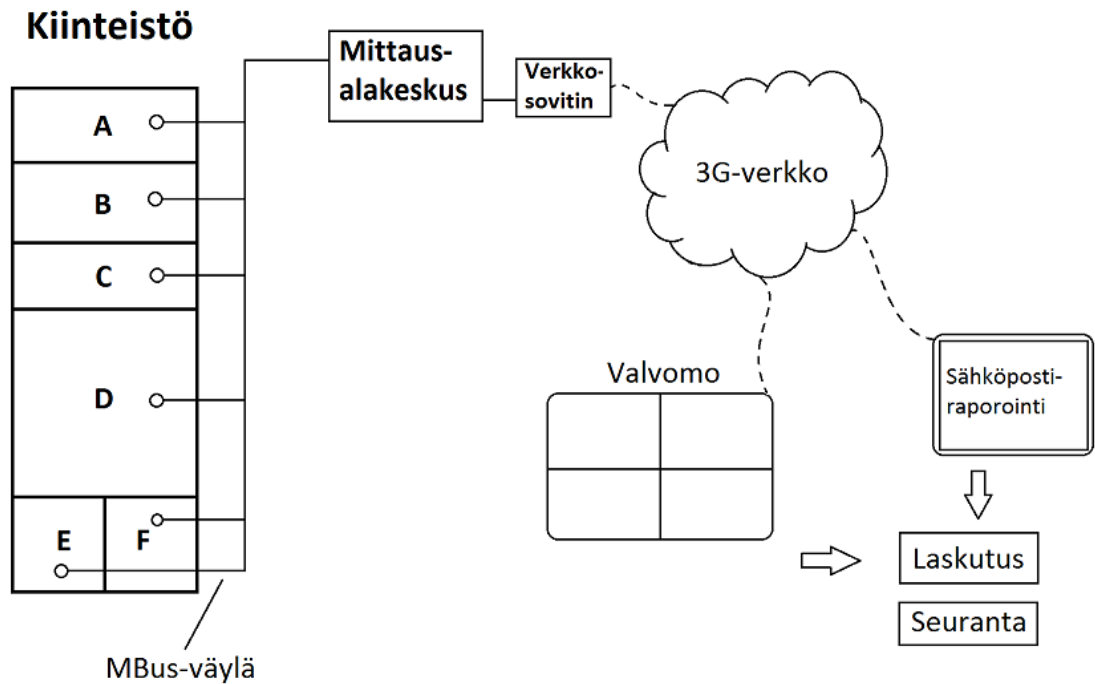 Kiinteistö
A
B
C
D
E
F
MBus-väylä
Mittaus-
alakeskus
Verkko-
sovitin
3G-verkko
Valvomo
Sähköposti-
raporointi
Laskutus
Seuranta